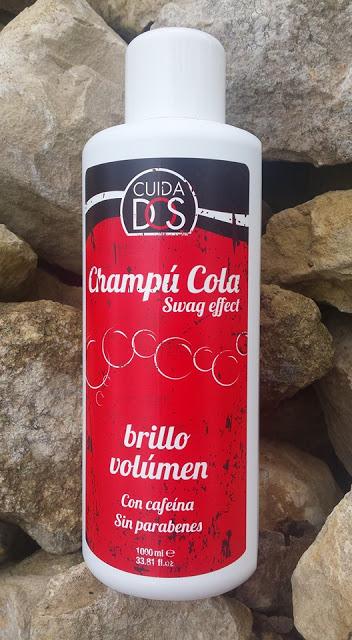 CUIDA
DOS
Champú Cola
Swag effect
brillo
volúmen
Con cafeína
Sin parabenes
1000 ml ℮
33.81 fl.oz